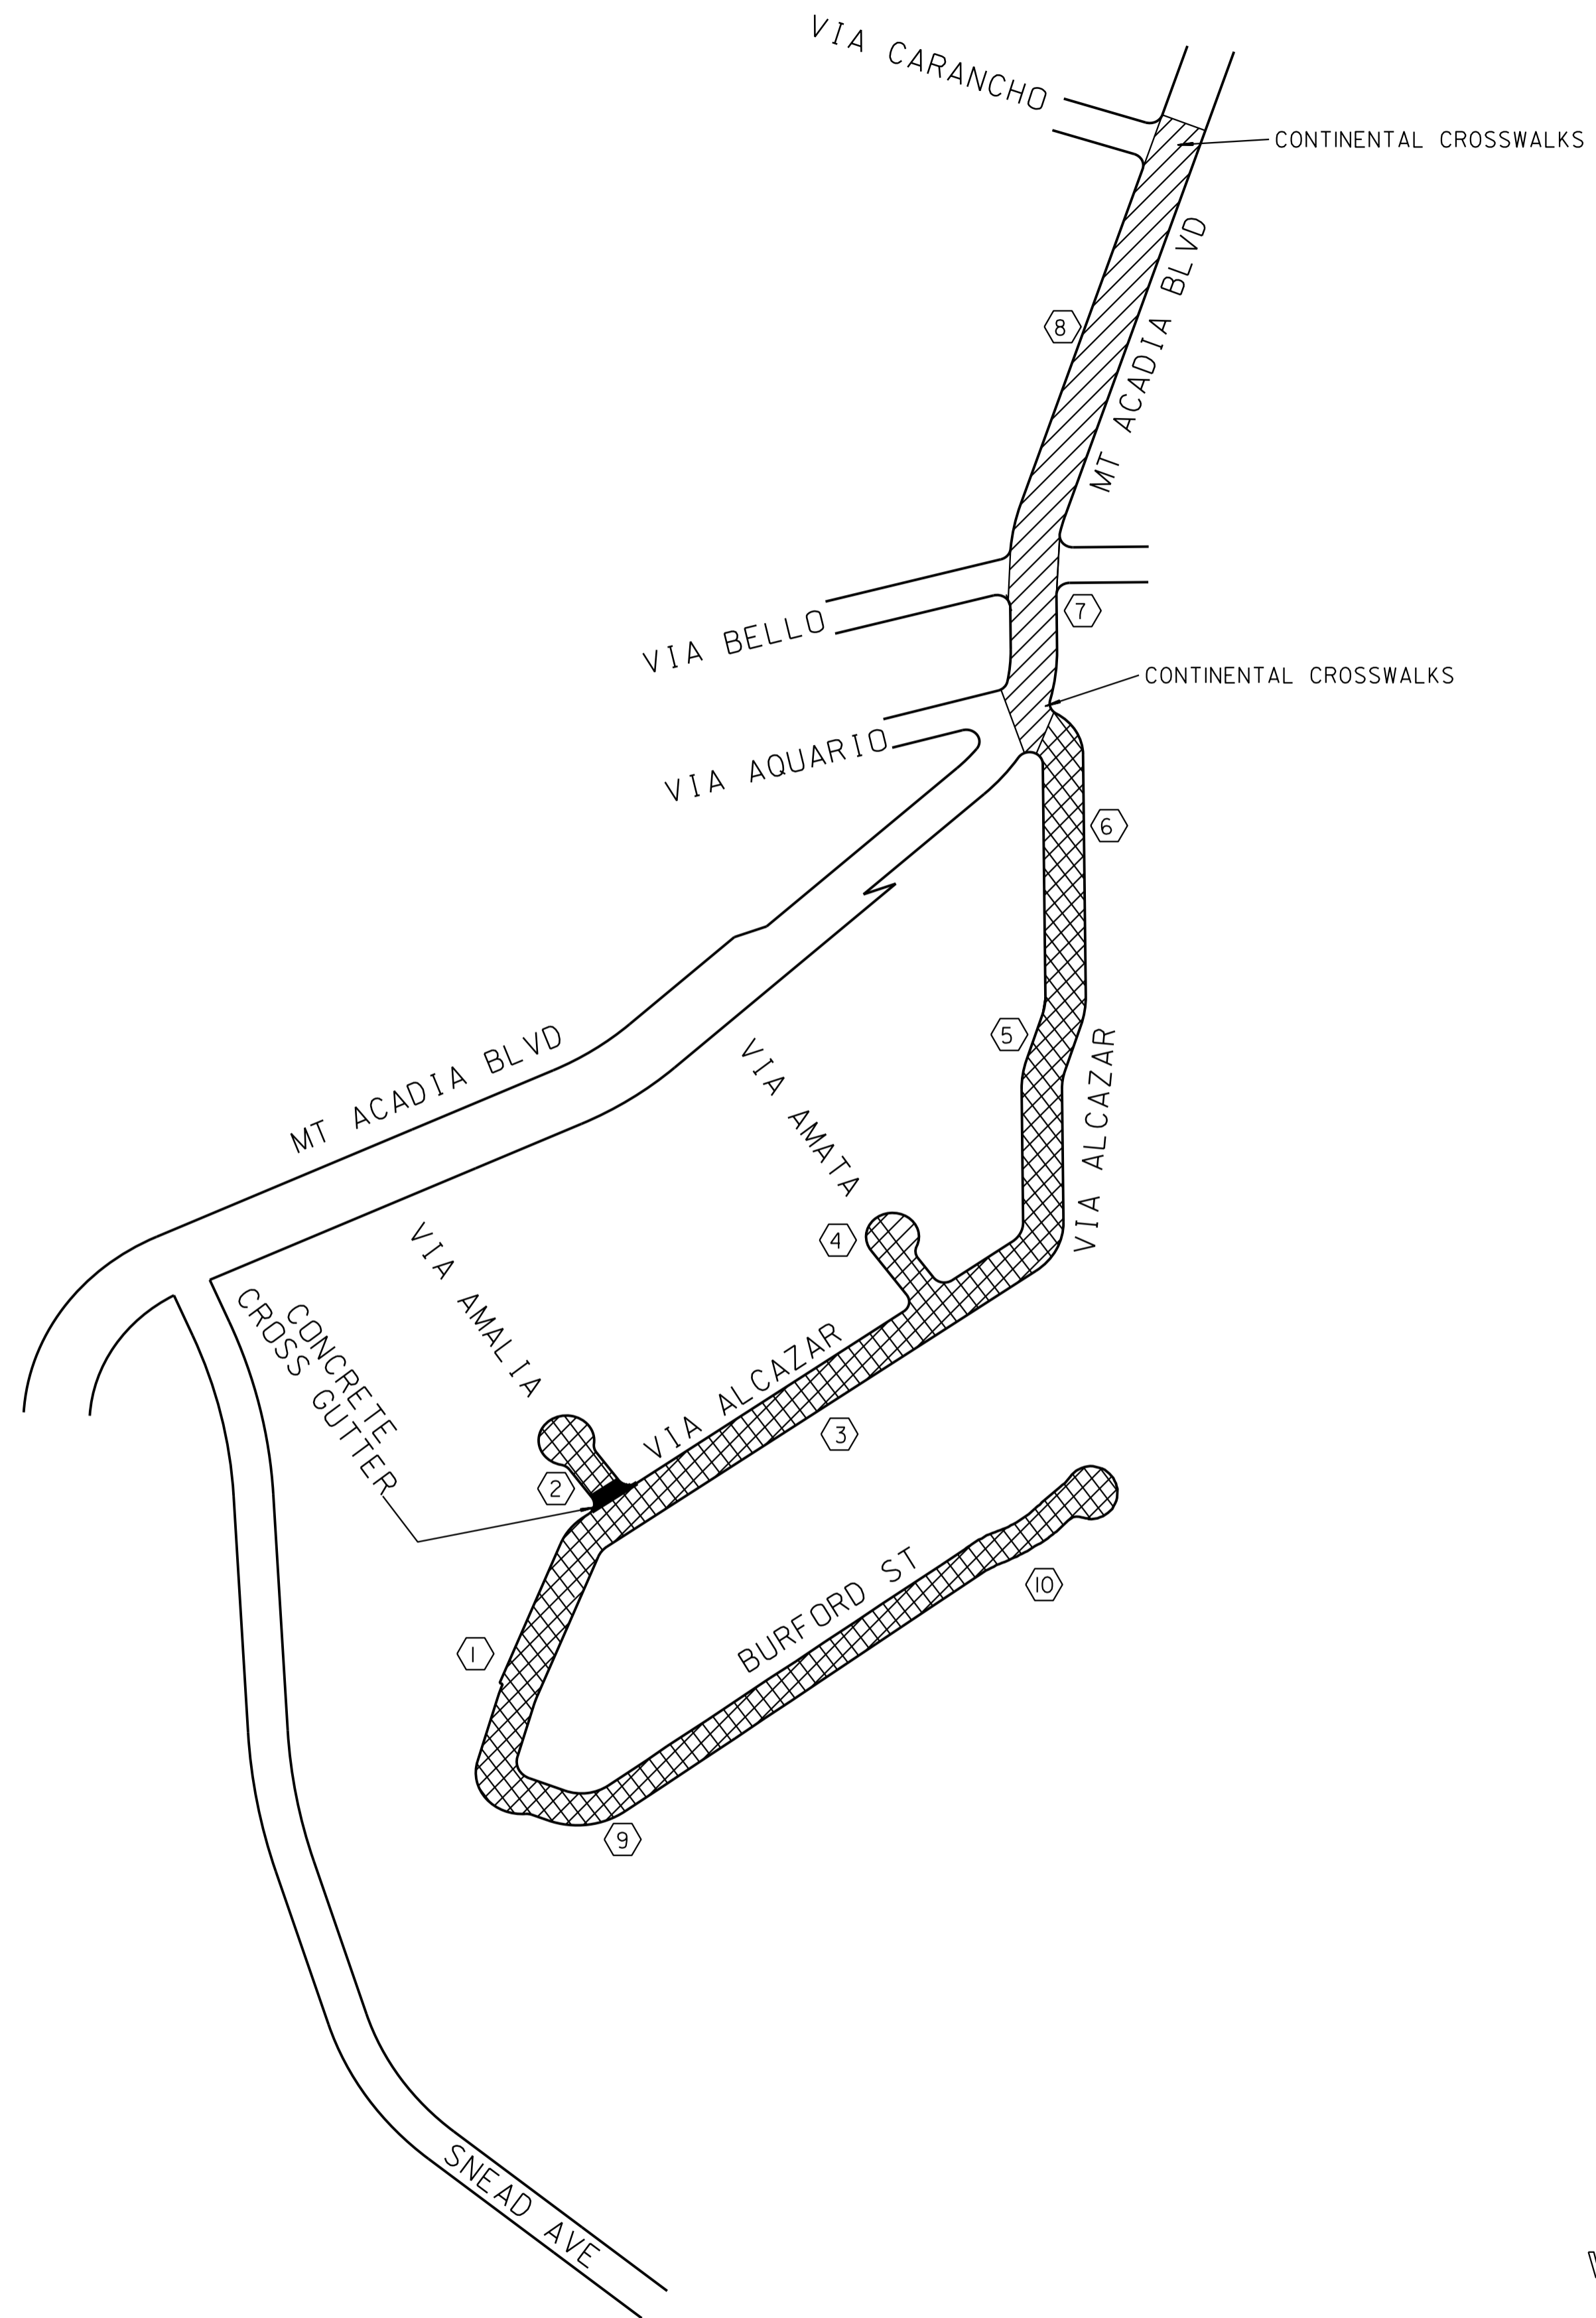 VIA CARANCHO
CONTINENTAL CROSSWALKS
MT ACADIA BLVD
8
7
VIA BELLO
CONTINENTAL CROSSWALKS
VIA AQUARIO
6
5
MT ACADIA BLVD
VIA AMATA
VIA ALCAZAR
4
VIA AMALIA
CONCRETE
CROSS GUTTER
VIA ALCAZAR
3
2
BURFORD ST
10
1
9
SNEAD AVE